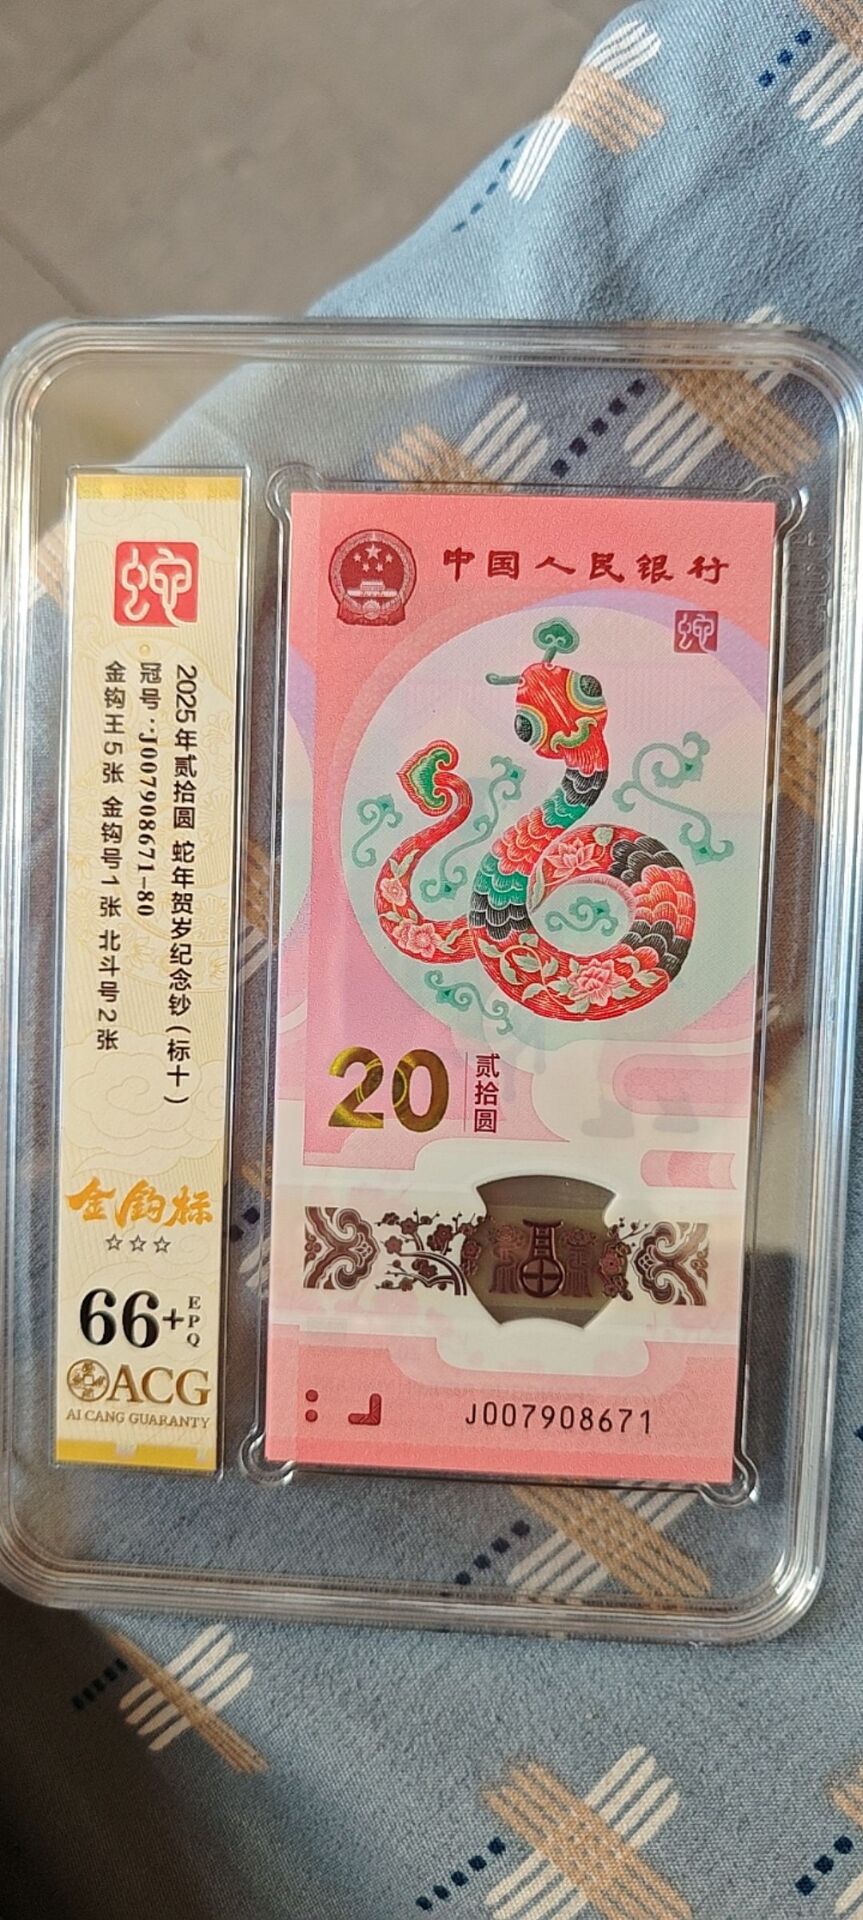 蛇
2025年贰拾圆 蛇年贺岁纪念钞(标十)
冠号:J007908671-80
金钩王5张 金钩号1张 北斗号2张
金钩标
☆☆☆
66+
EPQ
ACG
AI CANG GUARANTY
中国人民银行
蛇
20
贰拾圆
J007908671